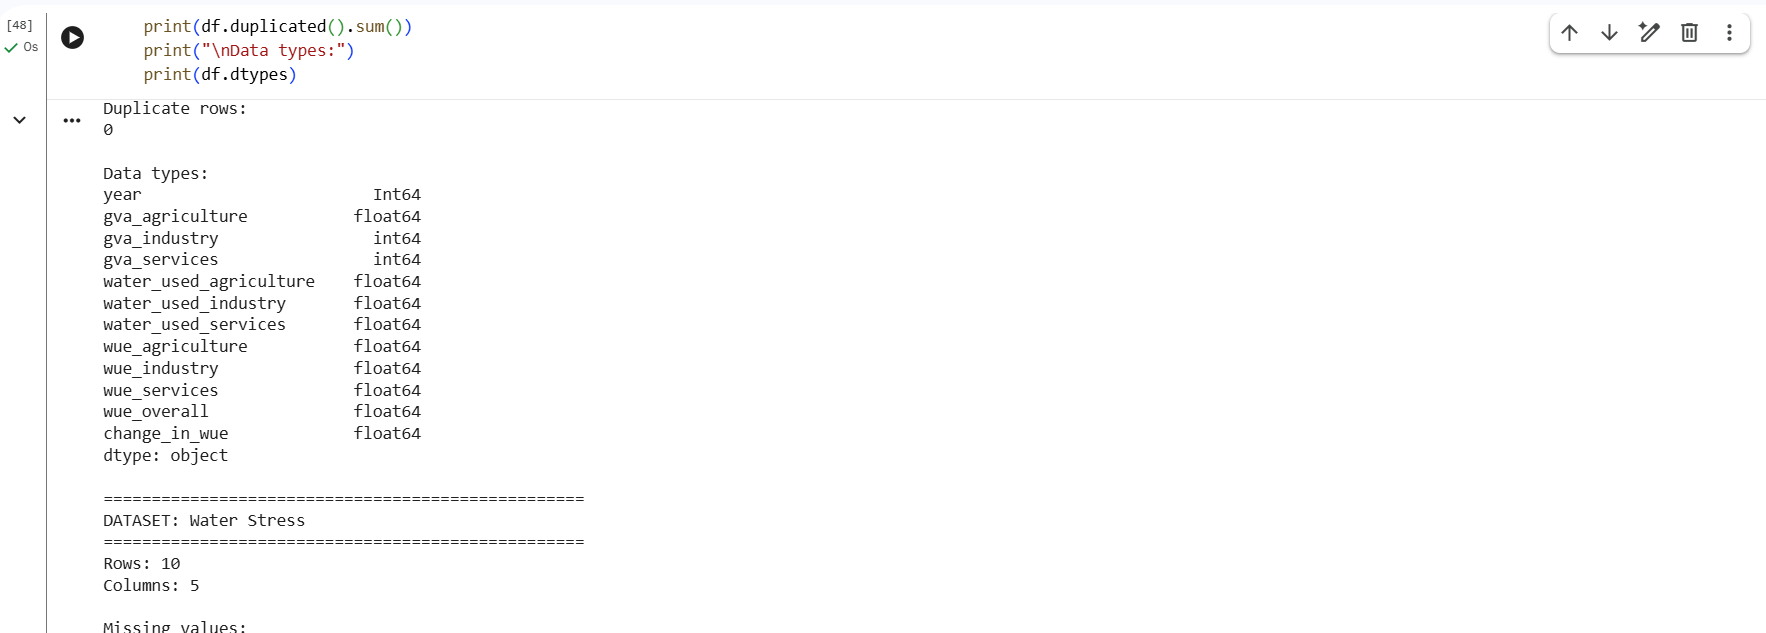 [48]
0s
print(df.duplicated().sum())
print("\nData types:")
print(df.dtypes)
Duplicate rows:
0
Data types:
year                        Int64
gva_agriculture           float64
gva_industry                int64
gva_services                int64
water_used_agriculture    float64
water_used_industry       float64
water_used_services       float64
wue_agriculture           float64
wue_industry              float64
wue_services              float64
wue_overall               float64
change_in_wue             float64
dtype: object
==================================================
DATASET: Water Stress
==================================================
Rows: 10
Columns: 5
Missing values: